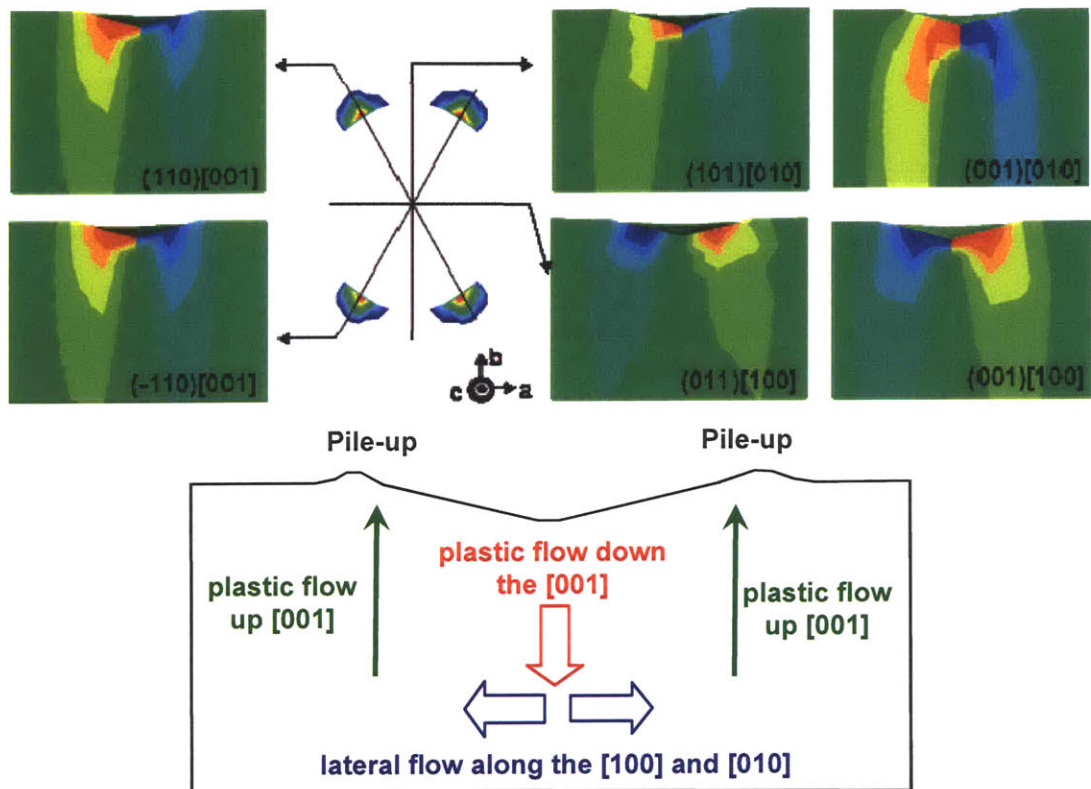 (110)[001]
(101)[010]
(001)[010]
(-110)[001]
b
c
a
(011)[100]
(001)[100]
Pile-up
Pile-up
plastic flow down
the [001]
plastic flow
up [001]
plastic flow
up [001]
lateral flow along the [100] and [010]